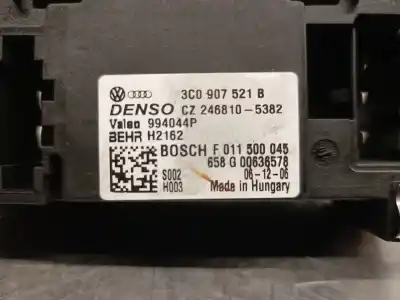 3C0 907 521 B
DENSO CZ 246810-5382
Valeo 994044P
BEHR H2162
BOSCH F 011 500 045
658 G 00636578
S002 06-12-06
H003 Made in Hungary